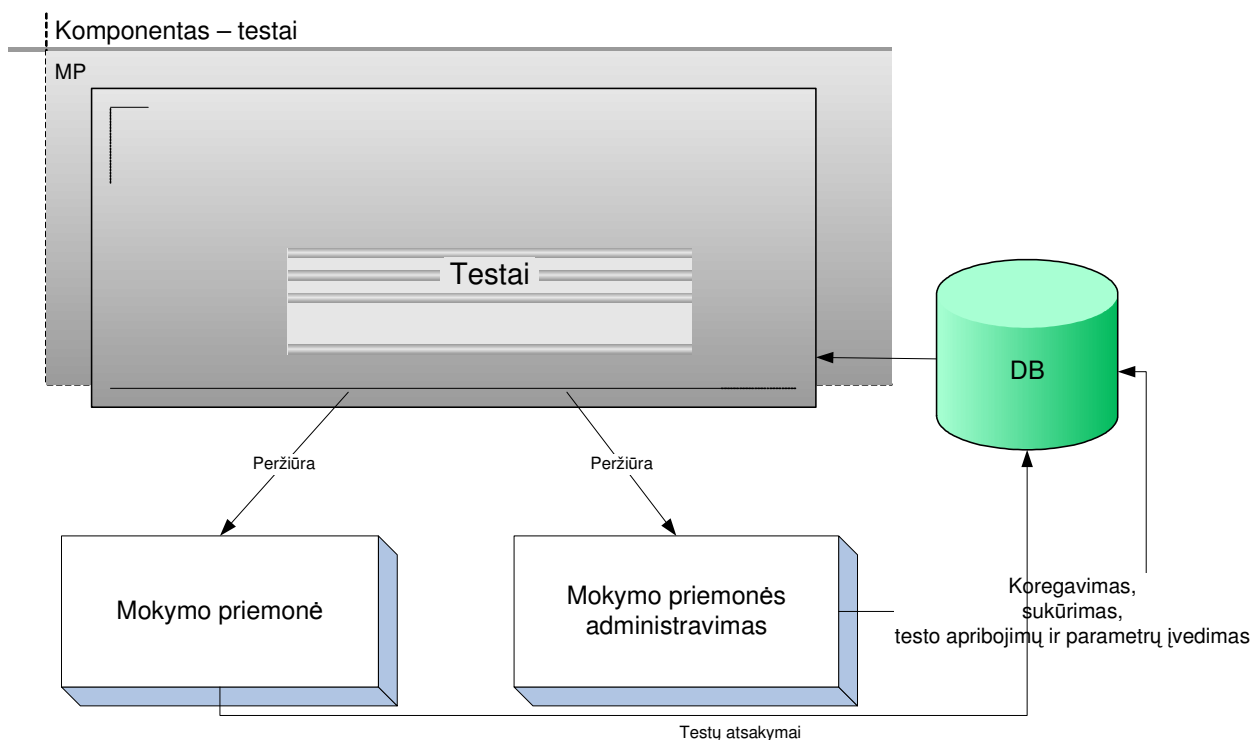 Komponentas – testai
MP
Testai
DB
Peržiūra
Peržiūra
Mokymo priemonė
Mokymo priemonės
administravimas
Koregavimas,
sukūrimas,
testo apribojimų ir parametrų įvedimas
Testų atsakymai